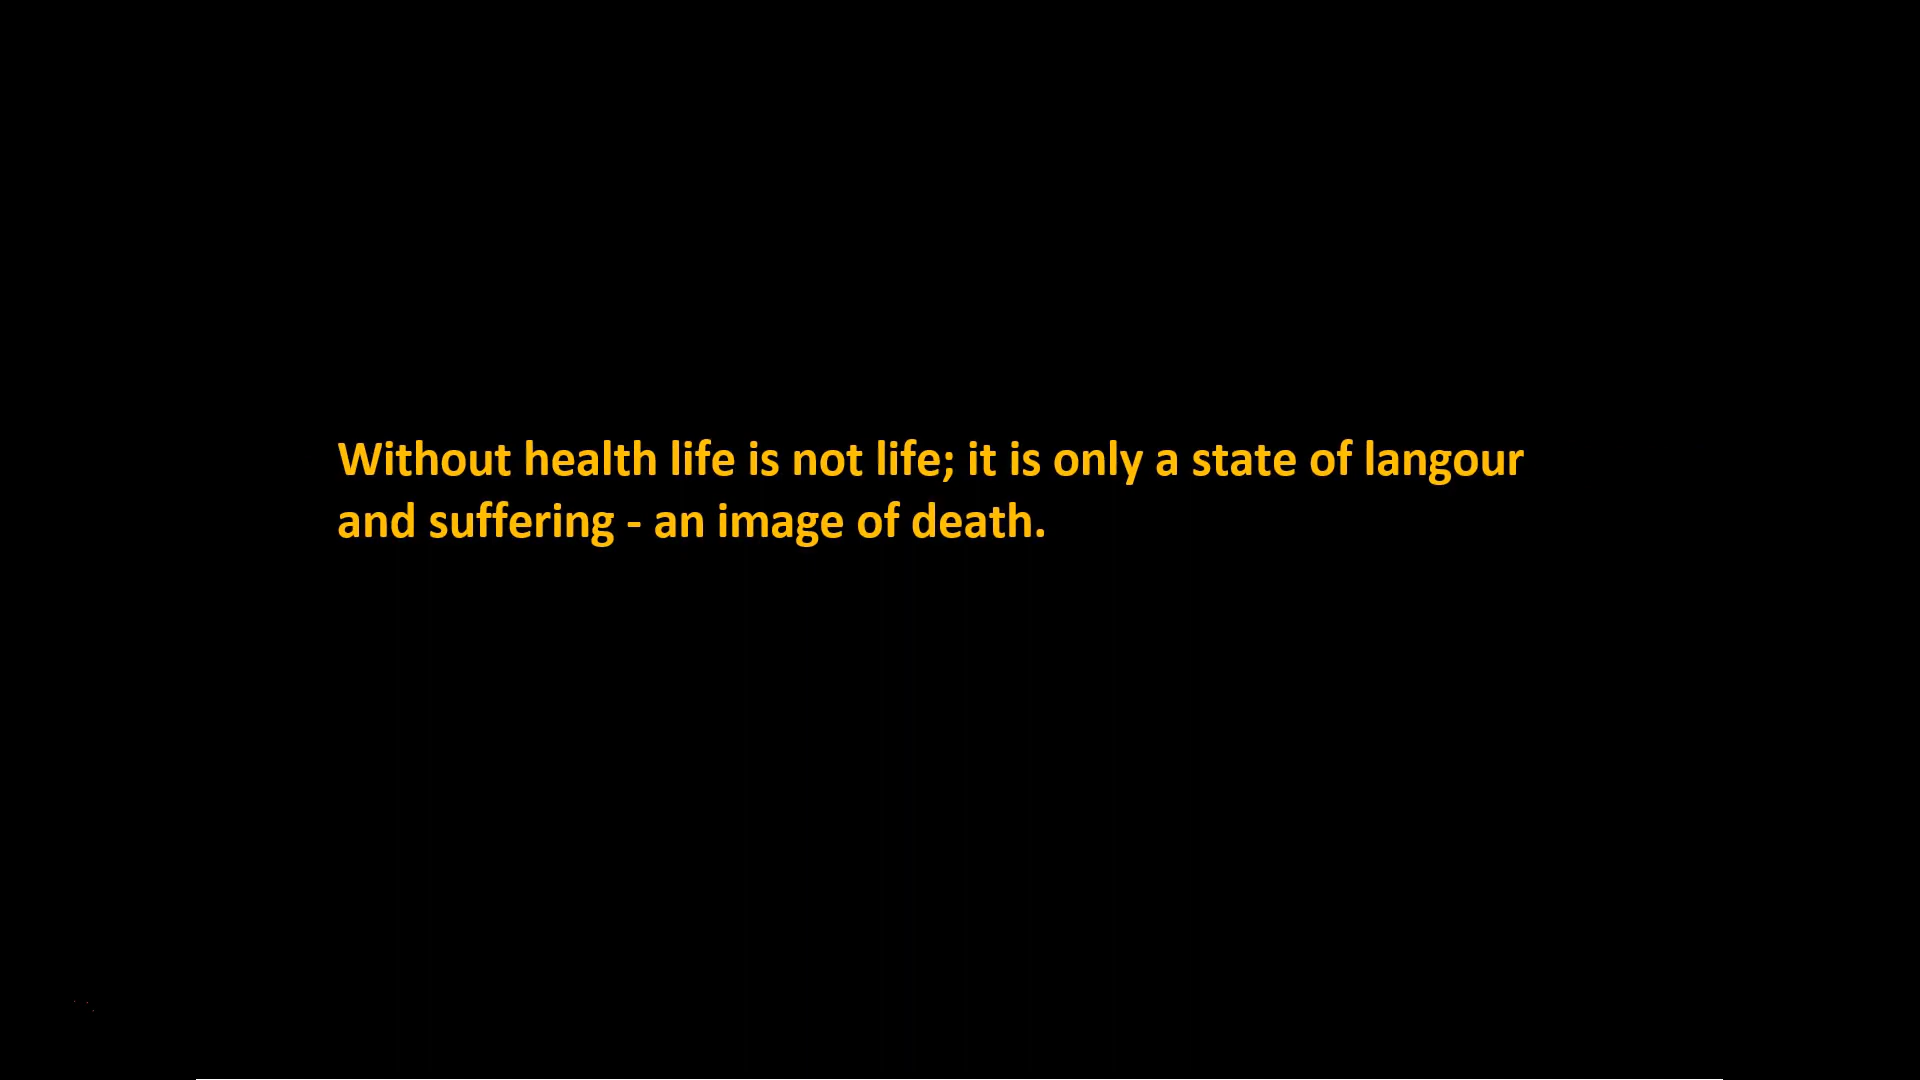 Without health life is not life; it is only a state of langour
and suffering - an image of death.